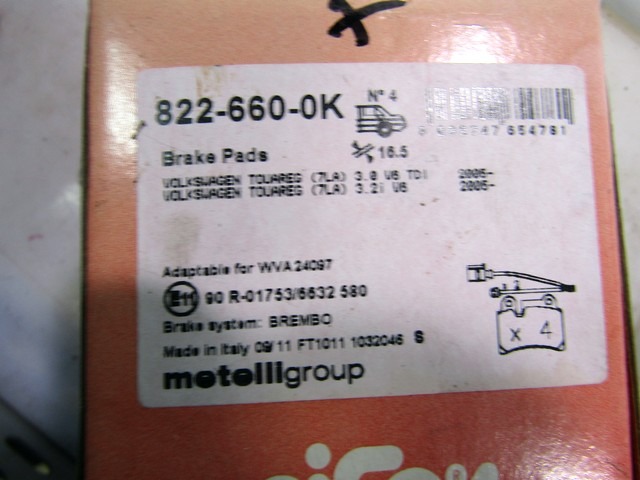 822-660-0K
N° 4
Brake Pads
16.5
VOLKSWAGEN TOUAREG (7LA) 3.0 V6 TDI 2005-
VOLKSWAGEN TOUAREG (7LA) 3.2i V6 2005-
Adaptable for WVA 24097
E11 90 R-01753/6632 580
Brake system: BREMBO
Made in Italy 09/11 FT1011 1032046 S
x 4
metelligroup